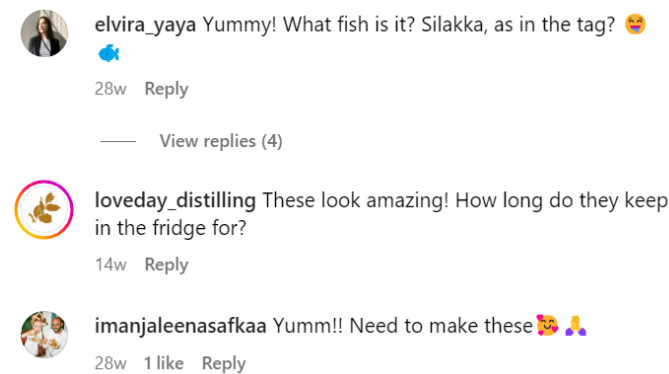 elvira_yaya Yummy! What fish is it? Silakka, as in the tag? 😝
🐟
28w Reply
View replies (4)
loveday_distilling These look amazing! How long do they keep
in the fridge for?
14w Reply
imanjaleenasafkaa Yumm!! Need to make these🥰🙏
28w 1 like Reply